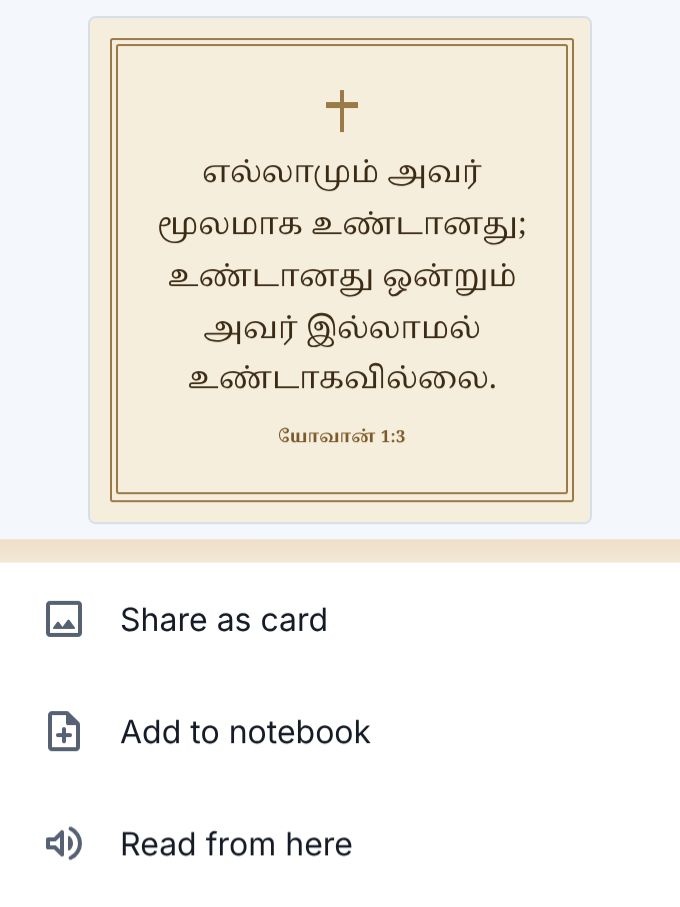 எல்லாமும் அவர்
மூலமாக உண்டானது;
உண்டானது ஒன்றும்
அவர் இல்லாமல்
உண்டாகவில்லை.
யோவான் 1:3
Share as card
Add to notebook
Read from here